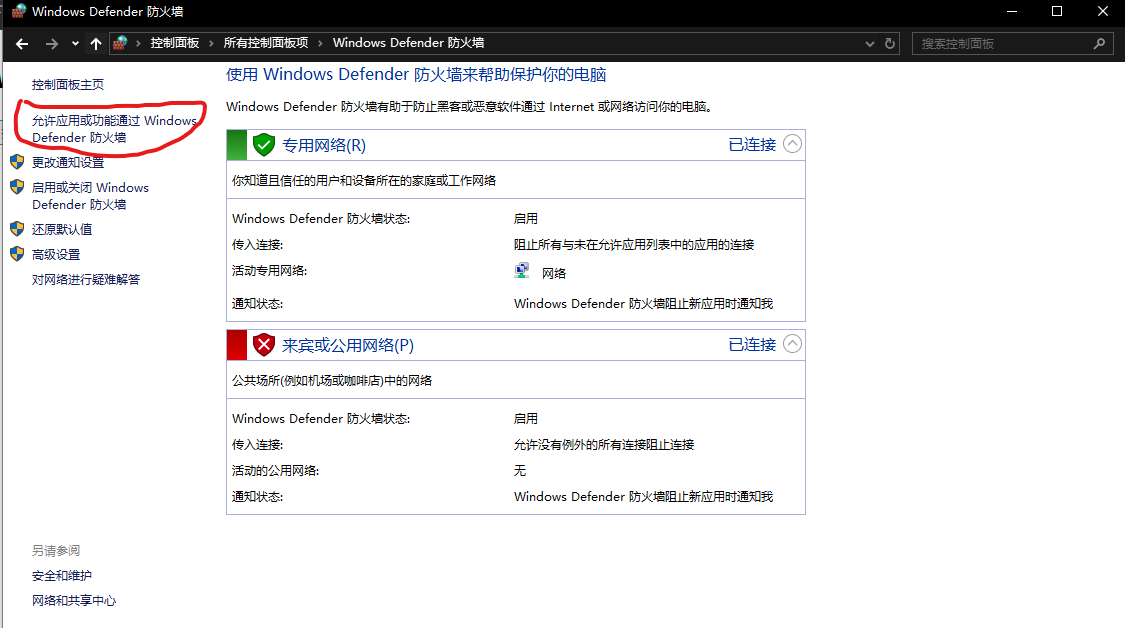 Windows Defender 防火墙
控制面板 › 所有控制面板项 › Windows Defender 防火墙
搜索控制面板
控制面板主页
允许应用或功能通过 Windows
Defender 防火墙
更改通知设置
启用或关闭 Windows
Defender 防火墙
还原默认值
高级设置
对网络进行疑难解答
使用 Windows Defender 防火墙来帮助保护你的电脑
Windows Defender 防火墙有助于防止黑客或恶意软件通过 Internet 或网络访问你的电脑。
专用网络(R) 已连接
你知道且信任的用户和设备所在的家庭或工作网络
Windows Defender 防火墙状态: 启用
传入连接: 阻止所有与未在允许应用列表中的应用的连接
活动专用网络: 网络
通知状态: Windows Defender 防火墙阻止新应用时通知我
来宾或公用网络(P) 已连接
公共场所(例如机场或咖啡店)中的网络
Windows Defender 防火墙状态: 启用
传入连接: 允许没有例外的所有连接阻止连接
活动的公用网络: 无
通知状态: Windows Defender 防火墙阻止新应用时通知我
另请参阅
安全和维护
网络和共享中心